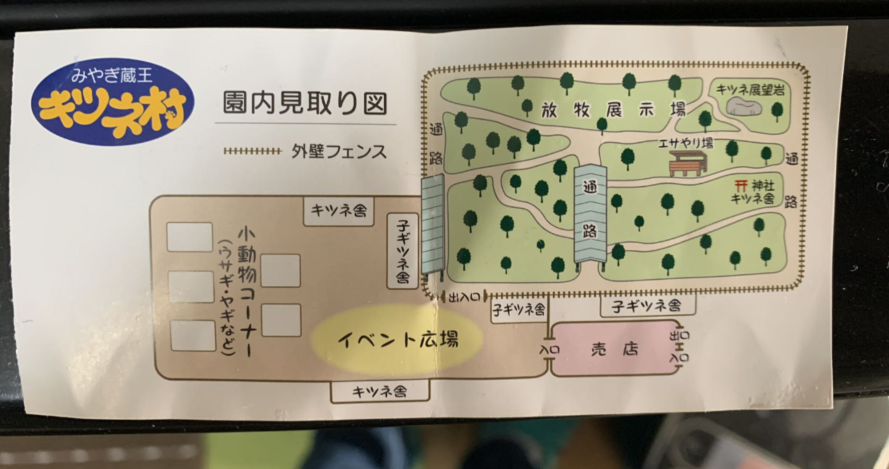 みやぎ蔵王
キツネ村
園内見取り図
外壁フェンス
放牧展示場
キツネ展望岩
通路
エサやり場
通路
通路
神社
キツネ舎
キツネ舎
子ギツネ舎
小動物コーナー
(ウサギ・ヤギなど)
出入口
子ギツネ舎
子ギツネ舎
イベント広場
入口
売店
出口
入口
キツネ舎